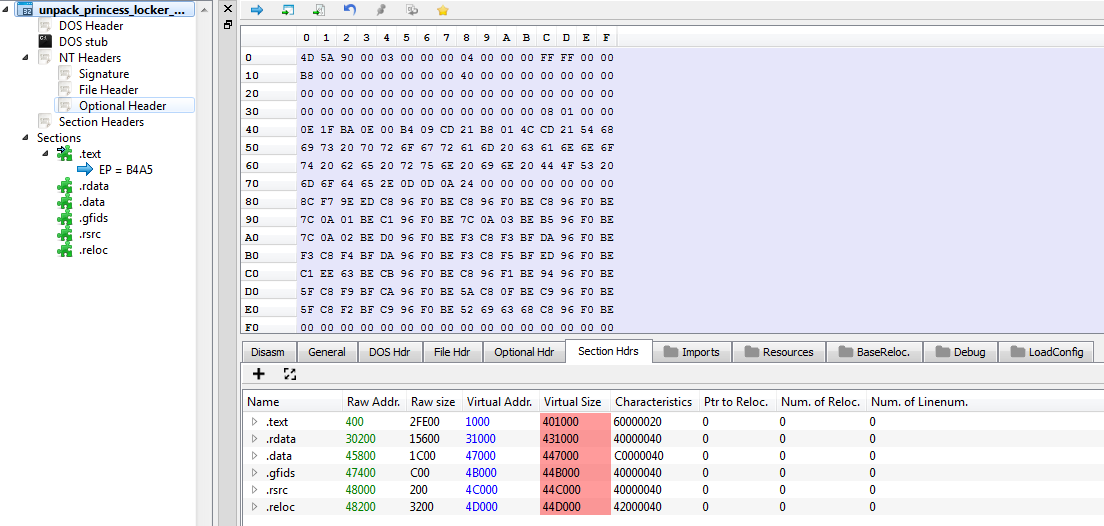 unpack_princess_locker_...
DOS Header
DOS stub
NT Headers
Signature
File Header
Optional Header
Section Headers
Sections
.text
EP = B4A5
.rdata
.data
.gfids
.rsrc
.reloc
0 1 2 3 4 5 6 7 8 9 A B C D E F
0 4D 5A 90 00 03 00 00 00 04 00 00 00 FF FF 00 00
10 B8 00 00 00 00 00 00 00 40 00 00 00 00 00 00 00
20 00 00 00 00 00 00 00 00 00 00 00 00 00 00 00 00
30 00 00 00 00 00 00 00 00 00 00 00 00 08 01 00 00
40 0E 1F BA 0E 00 B4 09 CD 21 B8 01 4C CD 21 54 68
50 69 73 20 70 72 6F 67 72 61 6D 20 63 61 6E 6E 6F
60 74 20 62 65 20 72 75 6E 20 69 6E 20 44 4F 53 20
70 6D 6F 64 65 2E 0D 0D 0A 24 00 00 00 00 00 00 00
80 8C F7 9E ED C8 96 F0 BE C8 96 F0 BE C8 96 F0 BE
90 7C 0A 01 BE C1 96 F0 BE 7C 0A 03 BE B5 96 F0 BE
A0 7C 0A 02 BE D0 96 F0 BE F3 C8 F3 BF DA 96 F0 BE
B0 F3 C8 F4 BF DA 96 F0 BE F3 C8 F5 BF ED 96 F0 BE
C0 C1 EE 63 BE CB 96 F0 BE C8 96 F1 BE 94 96 F0 BE
D0 5F C8 F9 BF CA 96 F0 BE 5A C8 0F BE C9 96 F0 BE
E0 5F C8 F2 BF C9 96 F0 BE 52 69 63 68 C8 96 F0 BE
F0 00 00 00 00 00 00 00 00 00 00 00 00 00 00 00 00
Disasm General DOS Hdr File Hdr Optional Hdr Section Hdrs Imports Resources BaseReloc. Debug LoadConfig
Name Raw Addr. Raw size Virtual Addr. Virtual Size Characteristics Ptr to Reloc. Num. of Reloc. Num. of Linenum.
.text 400 2FE00 1000 401000 60000020 0 0 0
.rdata 30200 15600 31000 431000 40000040 0 0 0
.data 45800 1C00 47000 447000 C0000040 0 0 0
.gfids 47400 C00 4B000 44B000 40000040 0 0 0
.rsrc 48000 200 4C000 44C000 40000040 0 0 0
.reloc 48200 3200 4D000 44D000 42000040 0 0 0